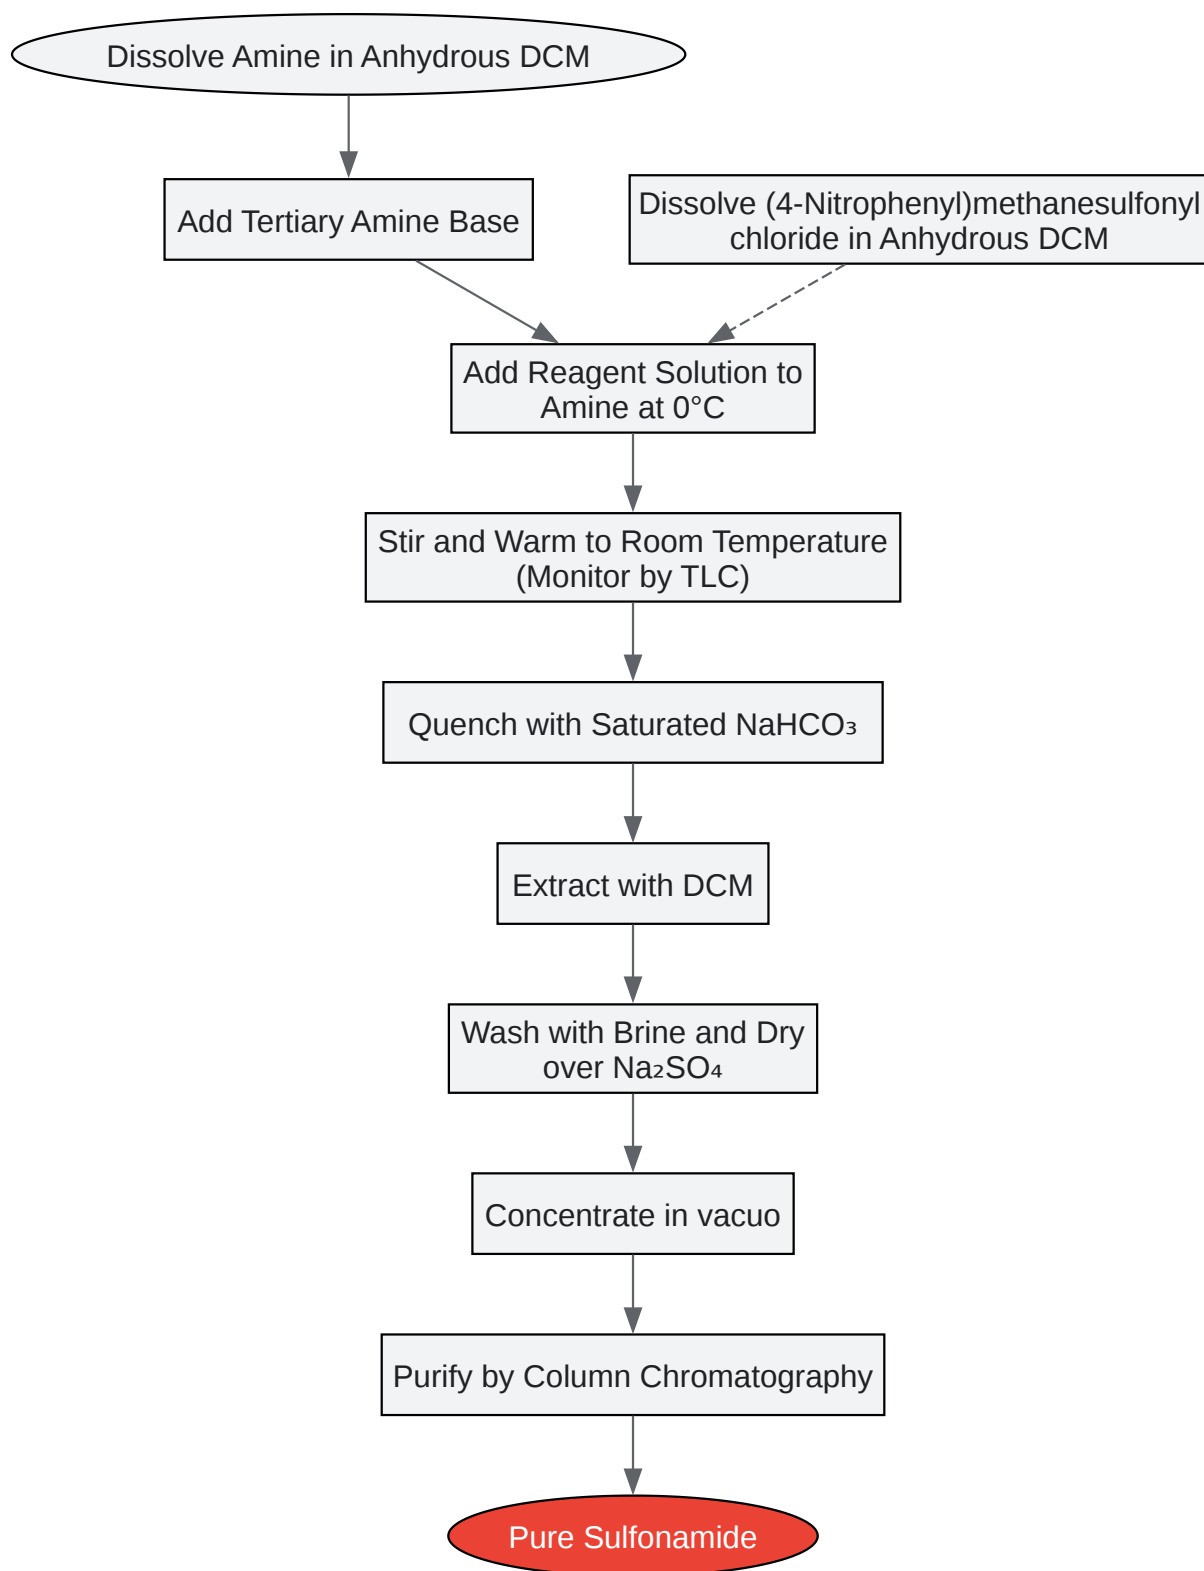 Dissolve Amine in Anhydrous DCM
Add Tertiary Amine Base
Dissolve (4-Nitrophenyl)methanesulfonyl
chloride in Anhydrous DCM
Add Reagent Solution to
Amine at 0°C
Stir and Warm to Room Temperature
(Monitor by TLC)
Quench with Saturated NaHCO₃
Extract with DCM
Wash with Brine and Dry
over Na₂SO₄
Concentrate in vacuo
Purify by Column Chromatography
Pure Sulfonamide